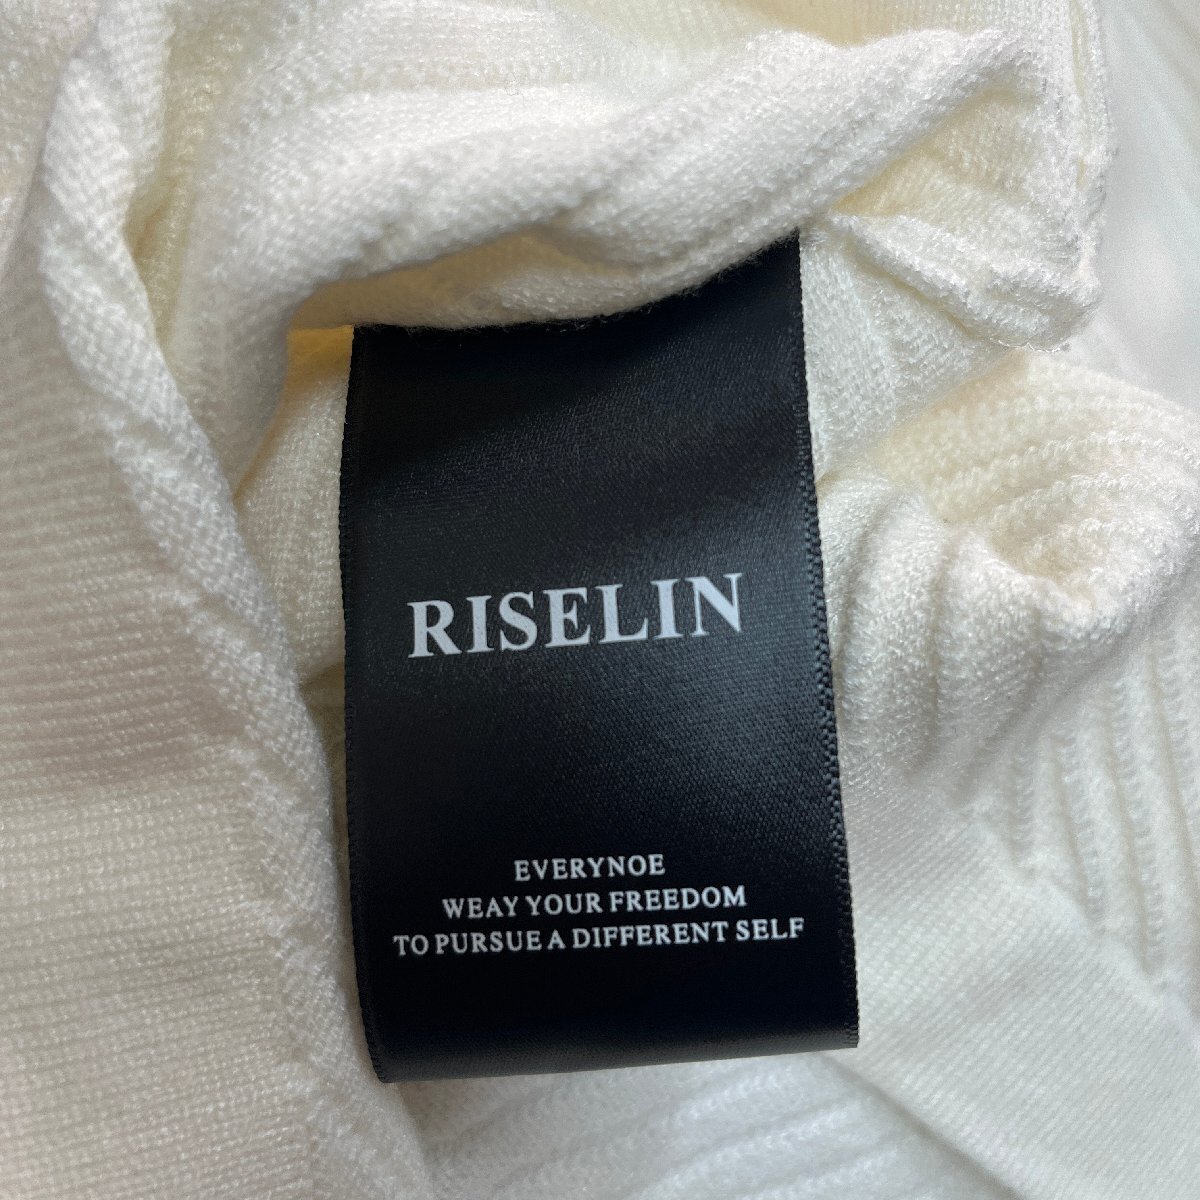 RISELIN
EVERYNOE
WEAY YOUR FREEDOM
TO PURSUE A DIFFERENT SELF